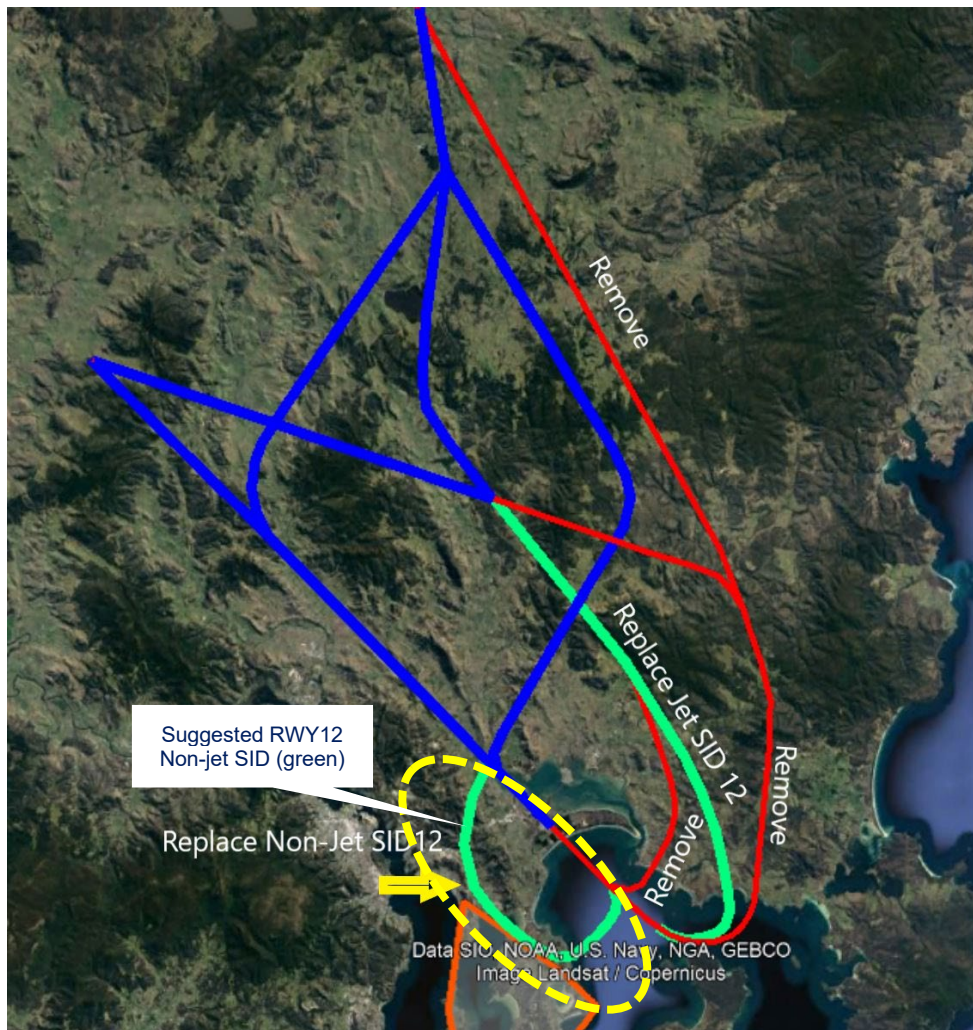 Remove
Replace Jet SID 12
Suggested RWY12
Non-jet SID (green)
Remove
Replace Non-Jet SID12
Remove
Data SIO, NOAA, U.S. Navy, NGA, GEBCO
Image Landsat / Copernicus